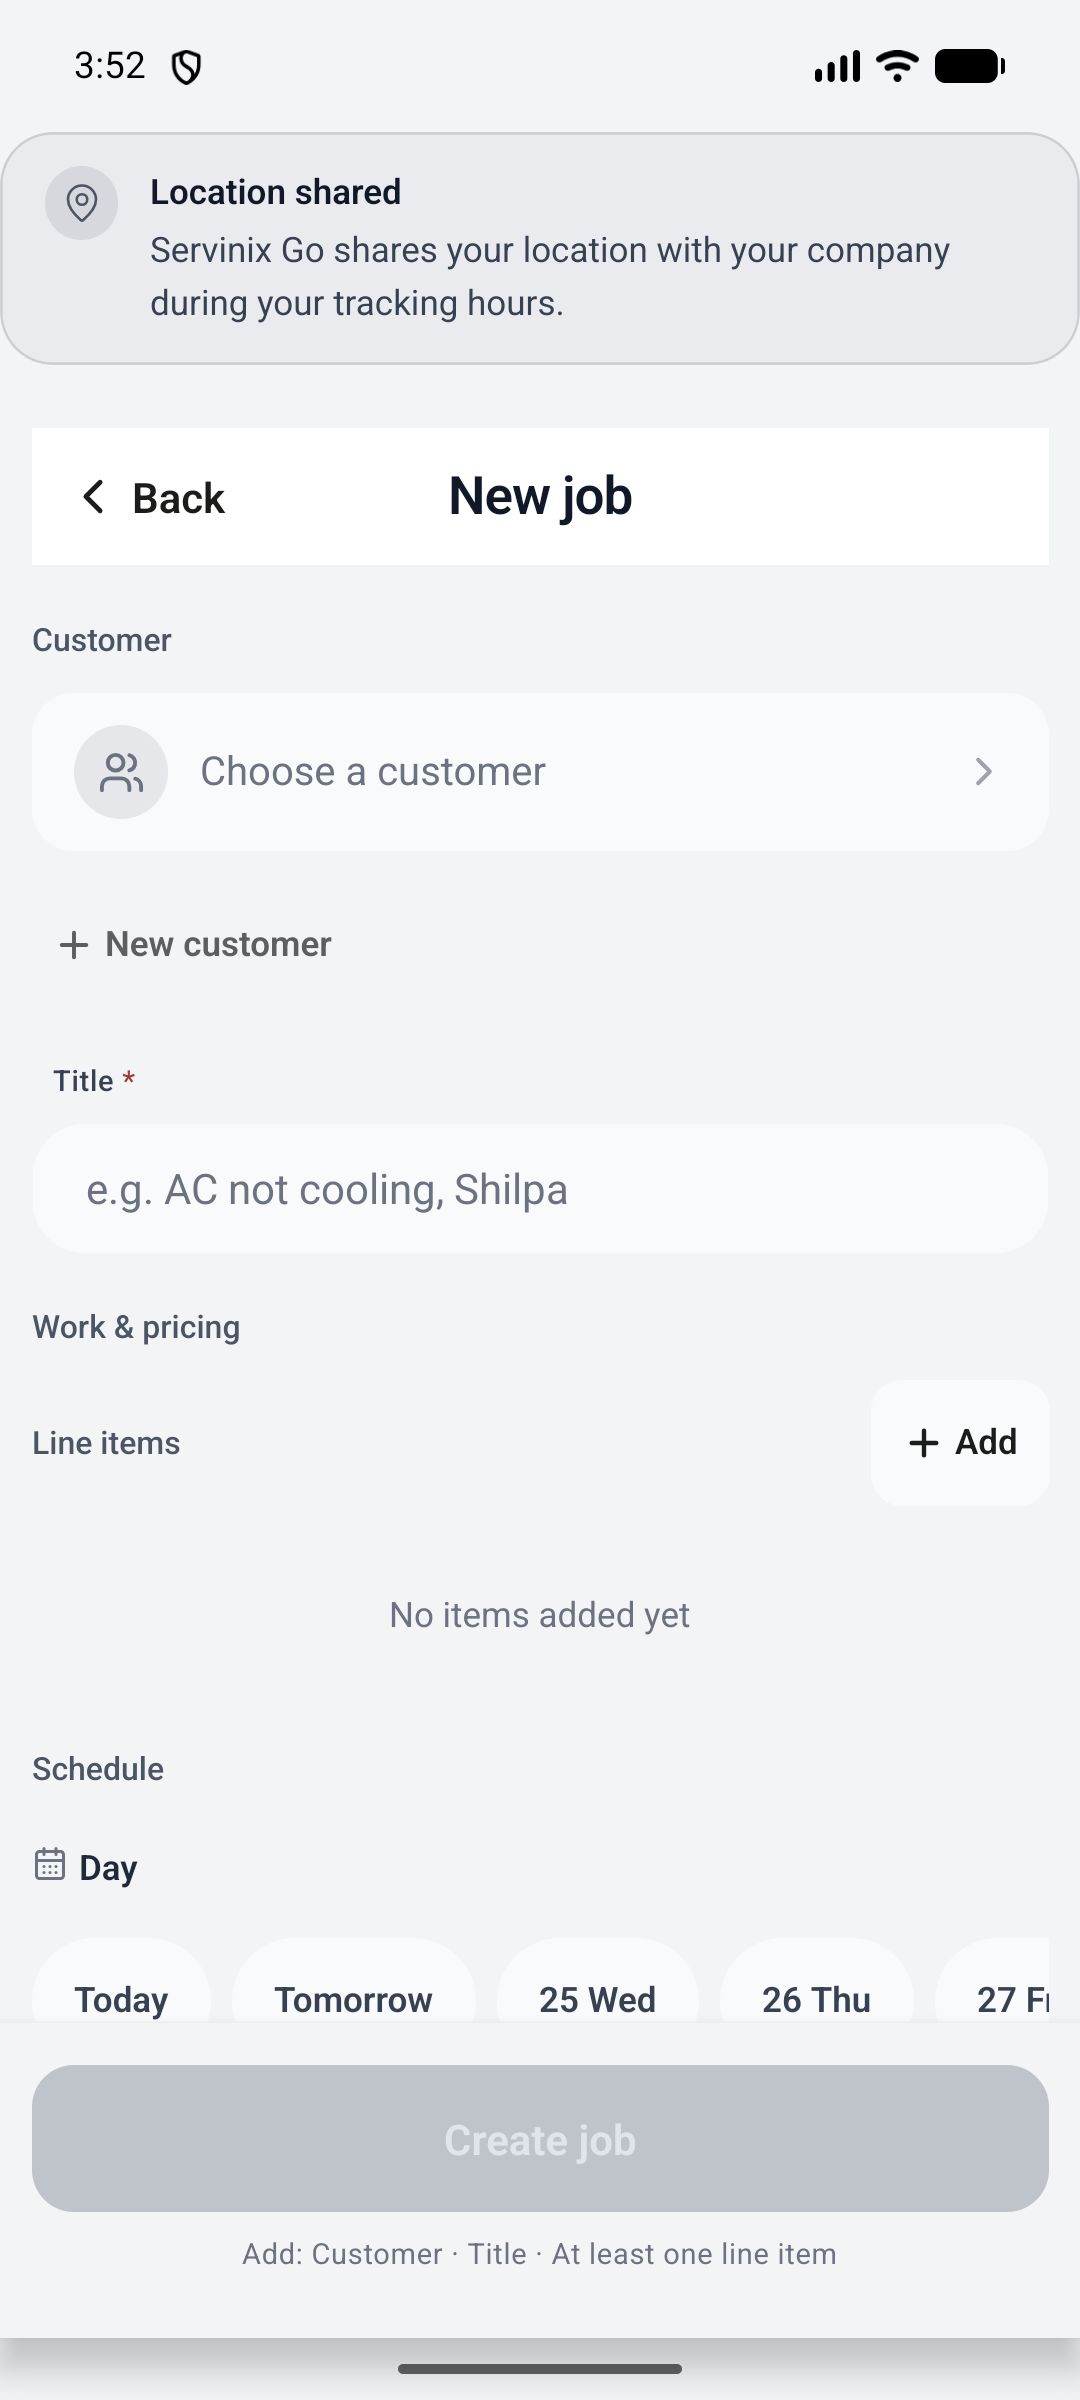 3:52
Location shared
Servinix Go shares your location with your company
during your tracking hours.
Back
New job
Customer
Choose a customer
New customer
Title *
e.g. AC not cooling, Shilpa
Work & pricing
Line items
Add
No items added yet
Schedule
Day
Today Tomorrow 25 Wed 26 Thu 27
Create job
Add: Customer · Title · At least one line item